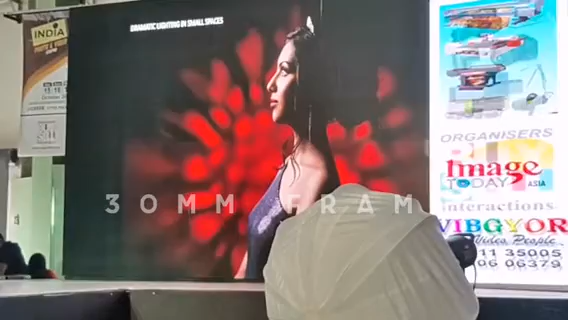 INDIA
DRAMATIC LIGHTING IN SMALL SPACES
30MM FRAM
ORGANISERS
Image
TODAY ASIA
interactions
VIBGYOR
Video People
11 35005
06 06379